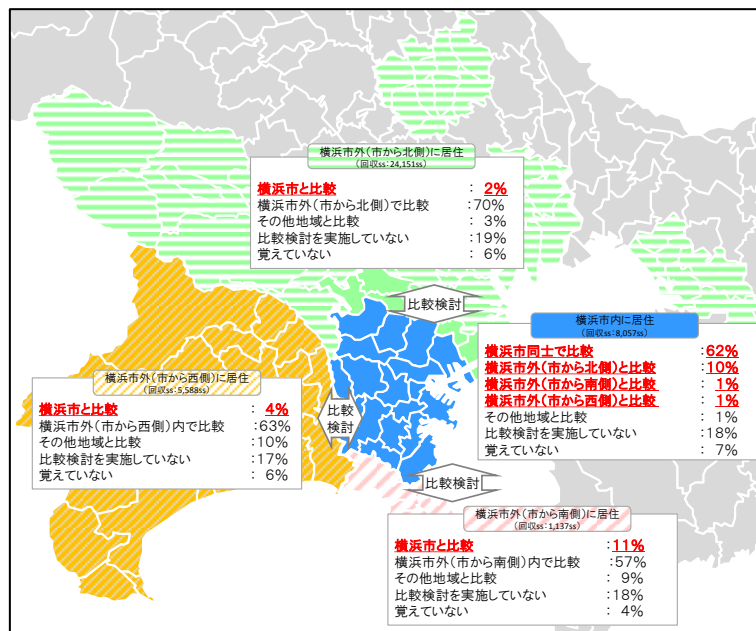 横浜市外(市から北側)に居住
(回収ss:24,151ss)
横浜市と比較 : 2%
横浜市外(市から北側)で比較 :70%
その他地域と比較 : 3%
比較検討を実施していない :19%
覚えていない : 6%
比較検討
横浜市内に居住
(回収ss:8,057ss)
横浜市同士で比較 :62%
横浜市外(市から北側)と比較 :10%
横浜市外(市から南側)と比較 : 1%
横浜市外(市から西側)と比較 : 1%
その他地域と比較 : 1%
比較検討を実施していない :18%
覚えていない : 7%
横浜市外(市から西側)に居住
(回収ss:5,588ss)
横浜市と比較 : 4%
横浜市外(市から西側)内で比較 :63%
その他地域と比較 :10%
比較検討を実施していない :17%
覚えていない : 6%
比較
検討
比較検討
横浜市外(市から南側)に居住
(回収ss:1,137ss)
横浜市と比較 :11%
横浜市外(市から南側)内で比較 :57%
その他地域と比較 : 9%
比較検討を実施していない :18%
覚えていない : 4%